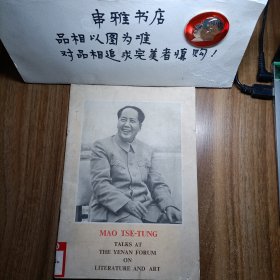 串雅书店
品相以图为准
对品相追求完美者慎购！
MAO TSE-TUNG
TALKS AT
THE YENAN FORUM
ON
LITERATURE AND ART